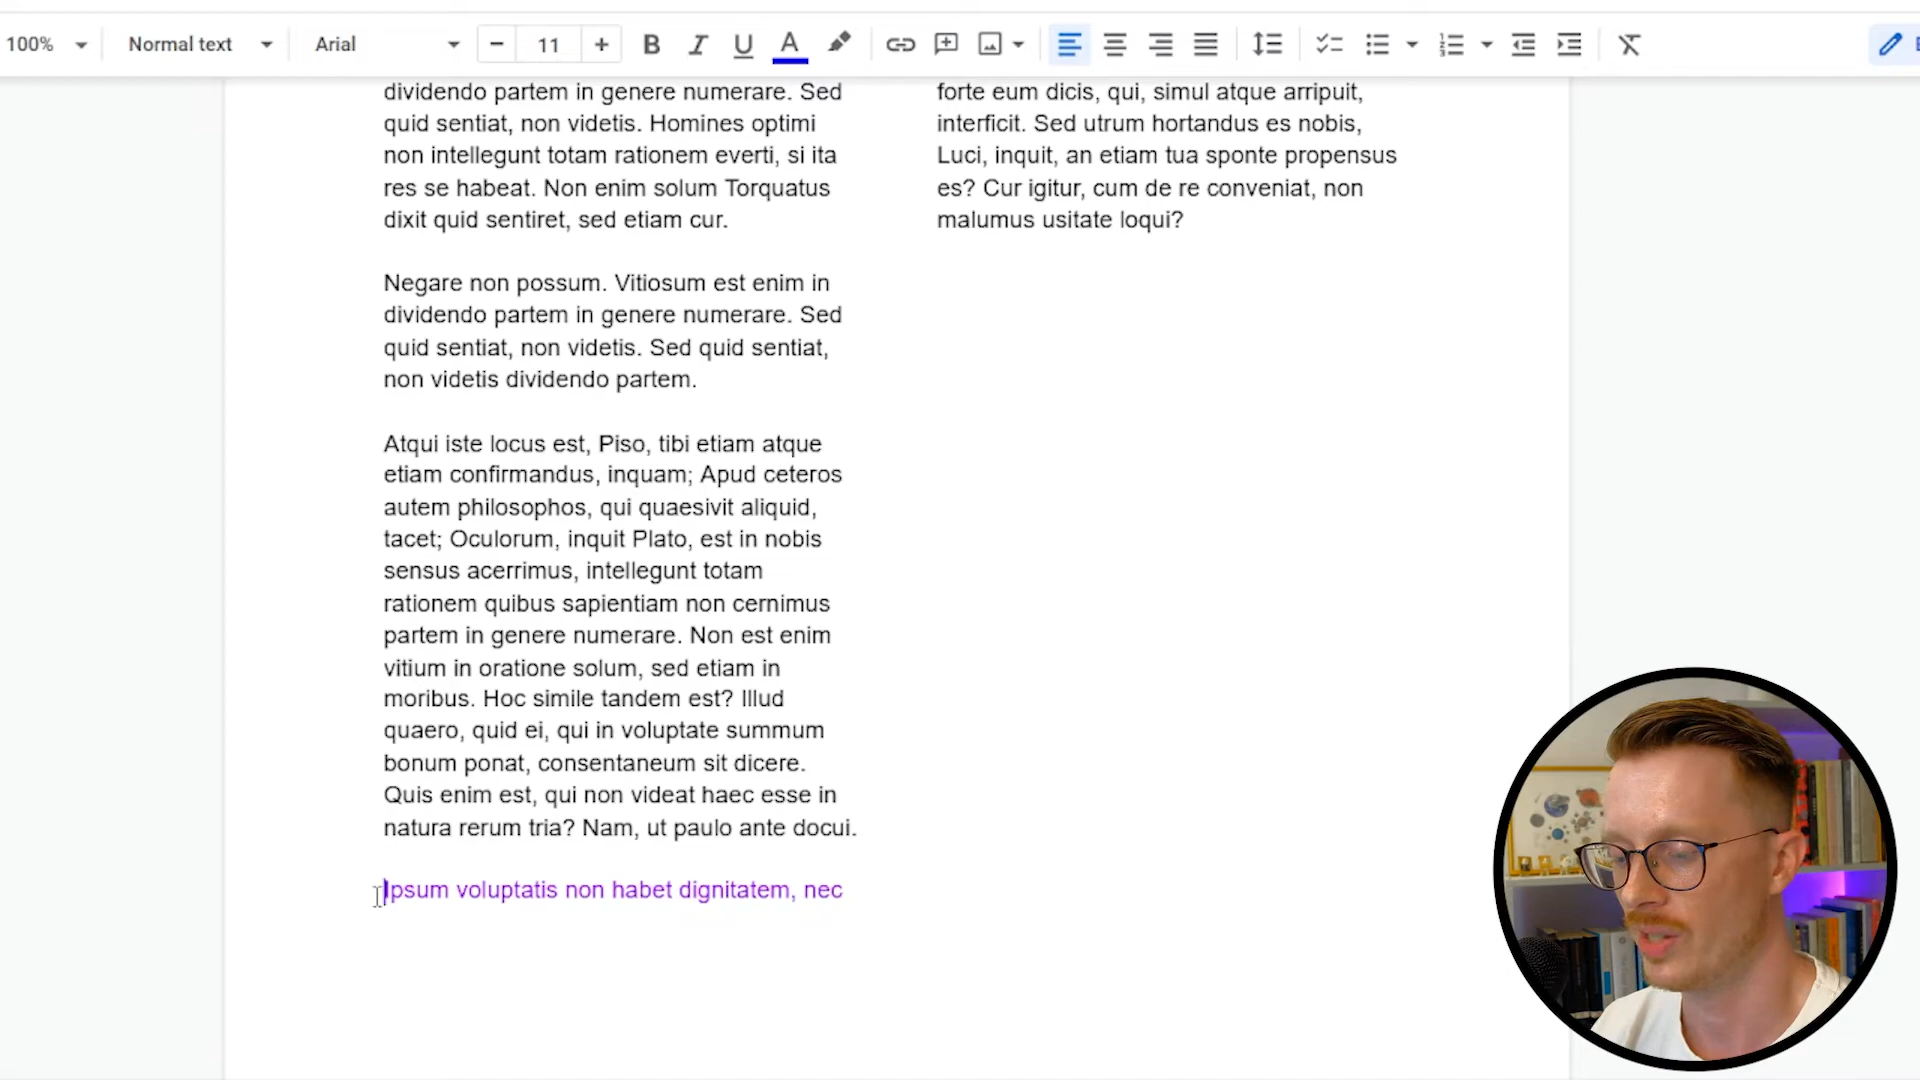 100% Normal text Arial 11 B I U A
dividendo partem in genere numerare. Sed
quid sentiat, non videtis. Homines optimi
non intellegunt totam rationem everti, si ita
res se habeat. Non enim solum Torquatus
dixit quid sentiret, sed etiam cur.
Negare non possum. Vitiosum est enim in
dividendo partem in genere numerare. Sed
quid sentiat, non videtis. Sed quid sentiat,
non videtis dividendo partem.
Atqui iste locus est, Piso, tibi etiam atque
etiam confirmandus, inquam; Apud ceteros
autem philosophos, qui quaesivit aliquid,
tacet; Oculorum, inquit Plato, est in nobis
sensus acerrimus, intellegunt totam
rationem quibus sapientiam non cernimus
partem in genere numerare. Non est enim
vitium in oratione solum, sed etiam in
moribus. Hoc simile tandem est? Illud
quaero, quid ei, qui in voluptate summum
bonum ponat, consentaneum sit dicere.
Quis enim est, qui non videat haec esse in
natura rerum tria? Nam, ut paulo ante docui.
Ipsum voluptatis non habet dignitatem, nec
forte eum dicis, qui, simul atque arripuit,
interficit. Sed utrum hortandus es nobis,
Luci, inquit, an etiam tua sponte propensus
es? Cur igitur, cum de re conveniat, non
malumus usitate loqui?